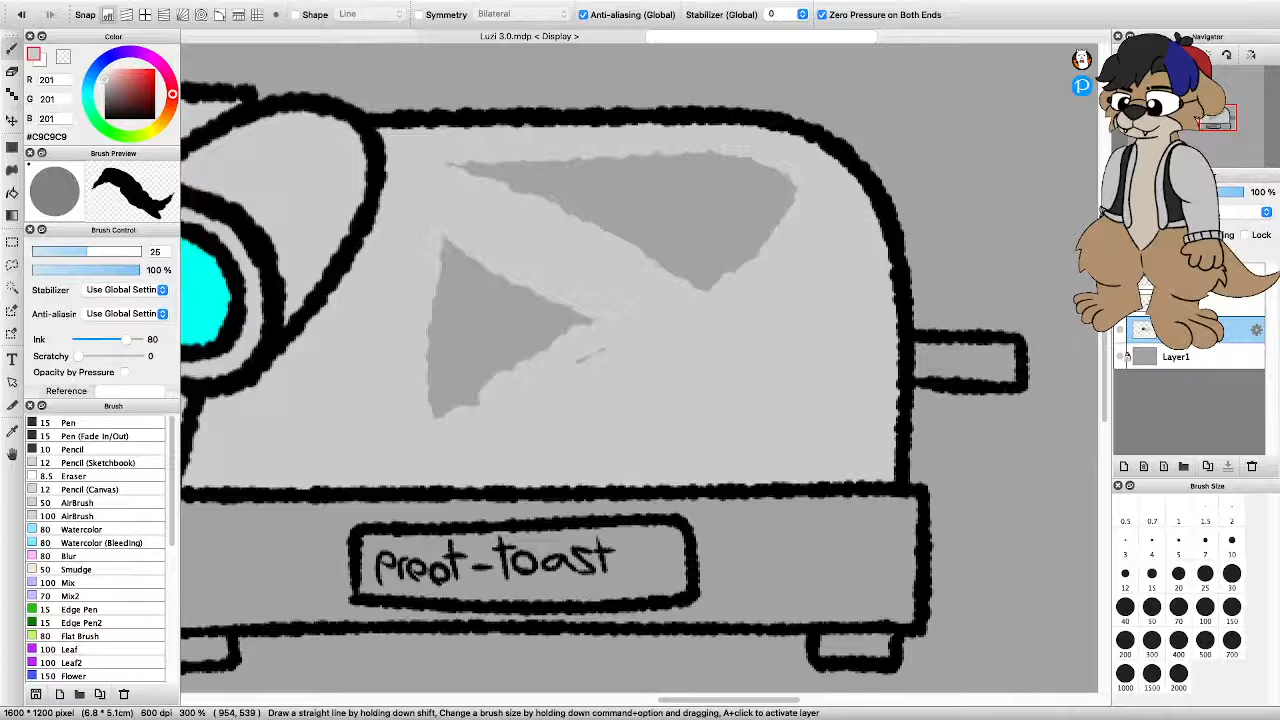 Snap Shape Line Symmetry Bilateral Anti-aliasing (Global) Stabilizer (Global) 0 Zero Pressure on Both Ends
Color Luzi 3.0.mdp < Display > Navigator
R 201
G 201
B 201
#C9C9C9
Brush Preview
100 %
Brush Control
Lock
25
100 %
Stabilizer Use Global Settin
Anti-aliasin Use Global Settin
Ink 80
Scratchy 0
Layer1
Opacity by Pressure
Reference
Brush
15 Pen
15 Pen (Fade In/Out)
10 Pencil
12 Pencil (Sketchbook)
8.5 Eraser
12 Pencil (Canvas)
50 AirBrush
100 AirBrush
80 Watercolor
80 Watercolor (Bleeding)
80 Blur
50 Smudge
100 Mix
70 Mix2
15 Edge Pen
15 Edge Pen2
80 Flat Brush
100 Leaf
100 Leaf2
150 Flower
preot-toast
Brush Size
0.5 0.7 1 1.5 2
3 4 5 7 10
12 15 20 25 30
40 50 70 100 150
200 300 400 500 700
1000 1500 2000
1600 * 1200 pixel (6.8 * 5.1cm) 600 dpi 300 % ( 954, 539 ) Draw a straight line by holding down shift, Change a brush size by holding down command+option and dragging, A+click to activate layer